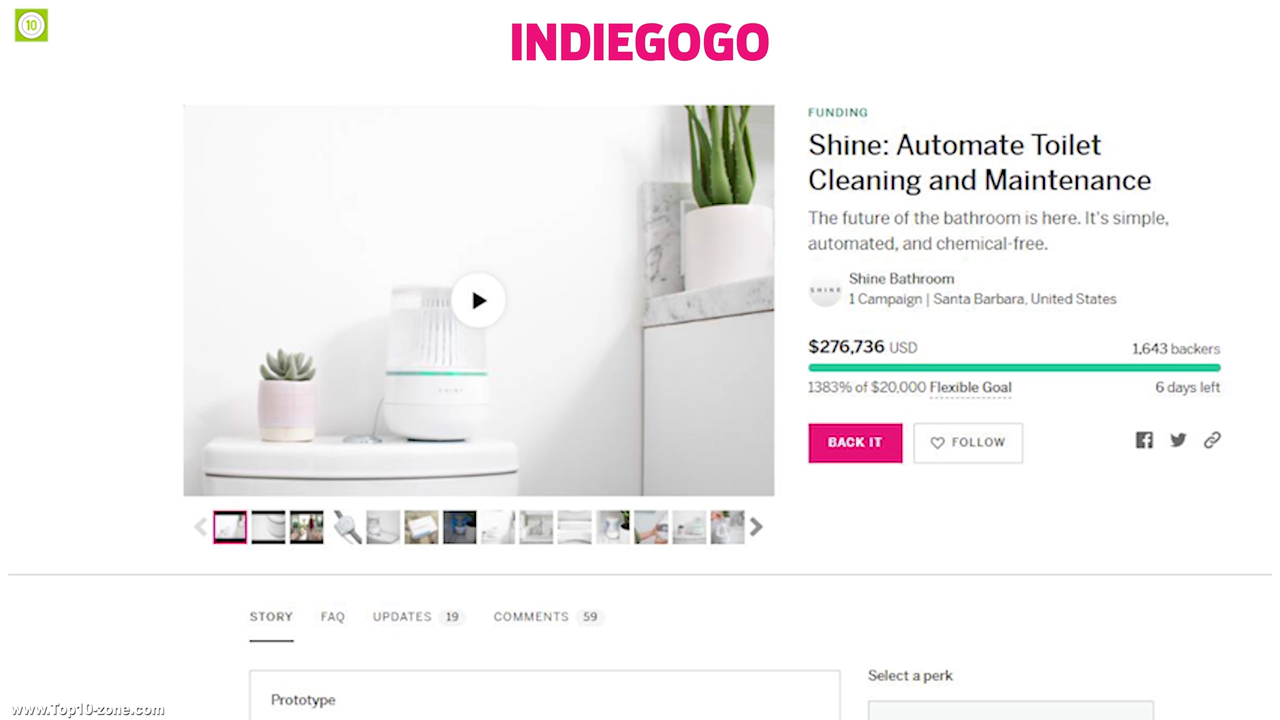 10
INDIEGOGO
FUNDING
Shine: Automate Toilet
Cleaning and Maintenance
The future of the bathroom is here. It's simple,
automated, and chemical-free.
SHINE
Shine Bathroom
1 Campaign | Santa Barbara, United States
$276,736 USD
1,643 backers
1383% of $20,000 Flexible Goal
6 days left
BACK IT
FOLLOW
SHINE
STORY
FAQ
UPDATES 19
COMMENTS 59
Prototype
Select a perk
www.Top10-zone.com